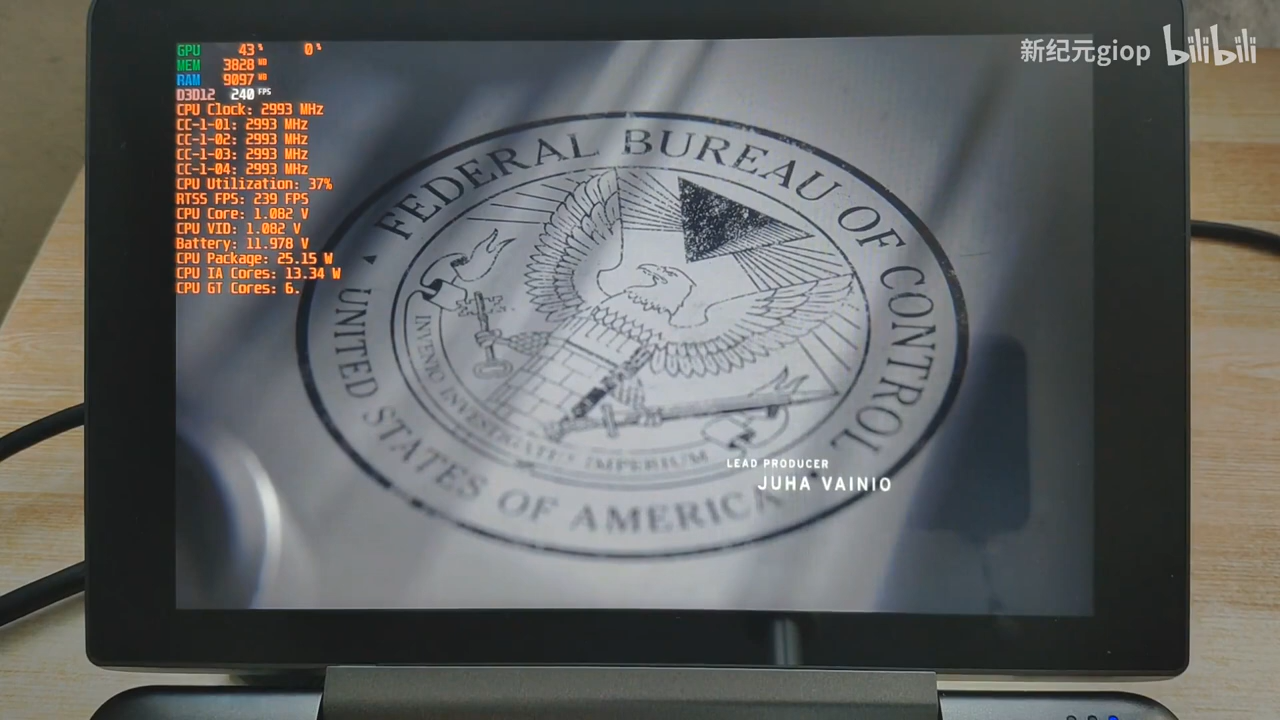 新纪元giop bilibili
GPU 43 % 0 %
MEM 3828 MB
RAM 9097 MB
D3D12 240 FPS
CPU Clock: 2993 MHz
CC-1-01: 2993 MHz
CC-1-02: 2993 MHz
CC-1-03: 2993 MHz
CC-1-04: 2993 MHz
CPU Utilization: 37%
RTSS FPS: 239 FPS
CPU Core: 1.082 V
CPU VID: 1.082 V
Battery: 11.978 V
CPU Package: 25.15 W
CPU IA Cores: 13.34 W
CPU GT Cores: 6.
FEDERAL BUREAU OF CONTROL
UNITED STATES OF AMERICA
INVENIO INVESTIGATE IMPERIUM
LEAD PRODUCER
JUHA VAINIO